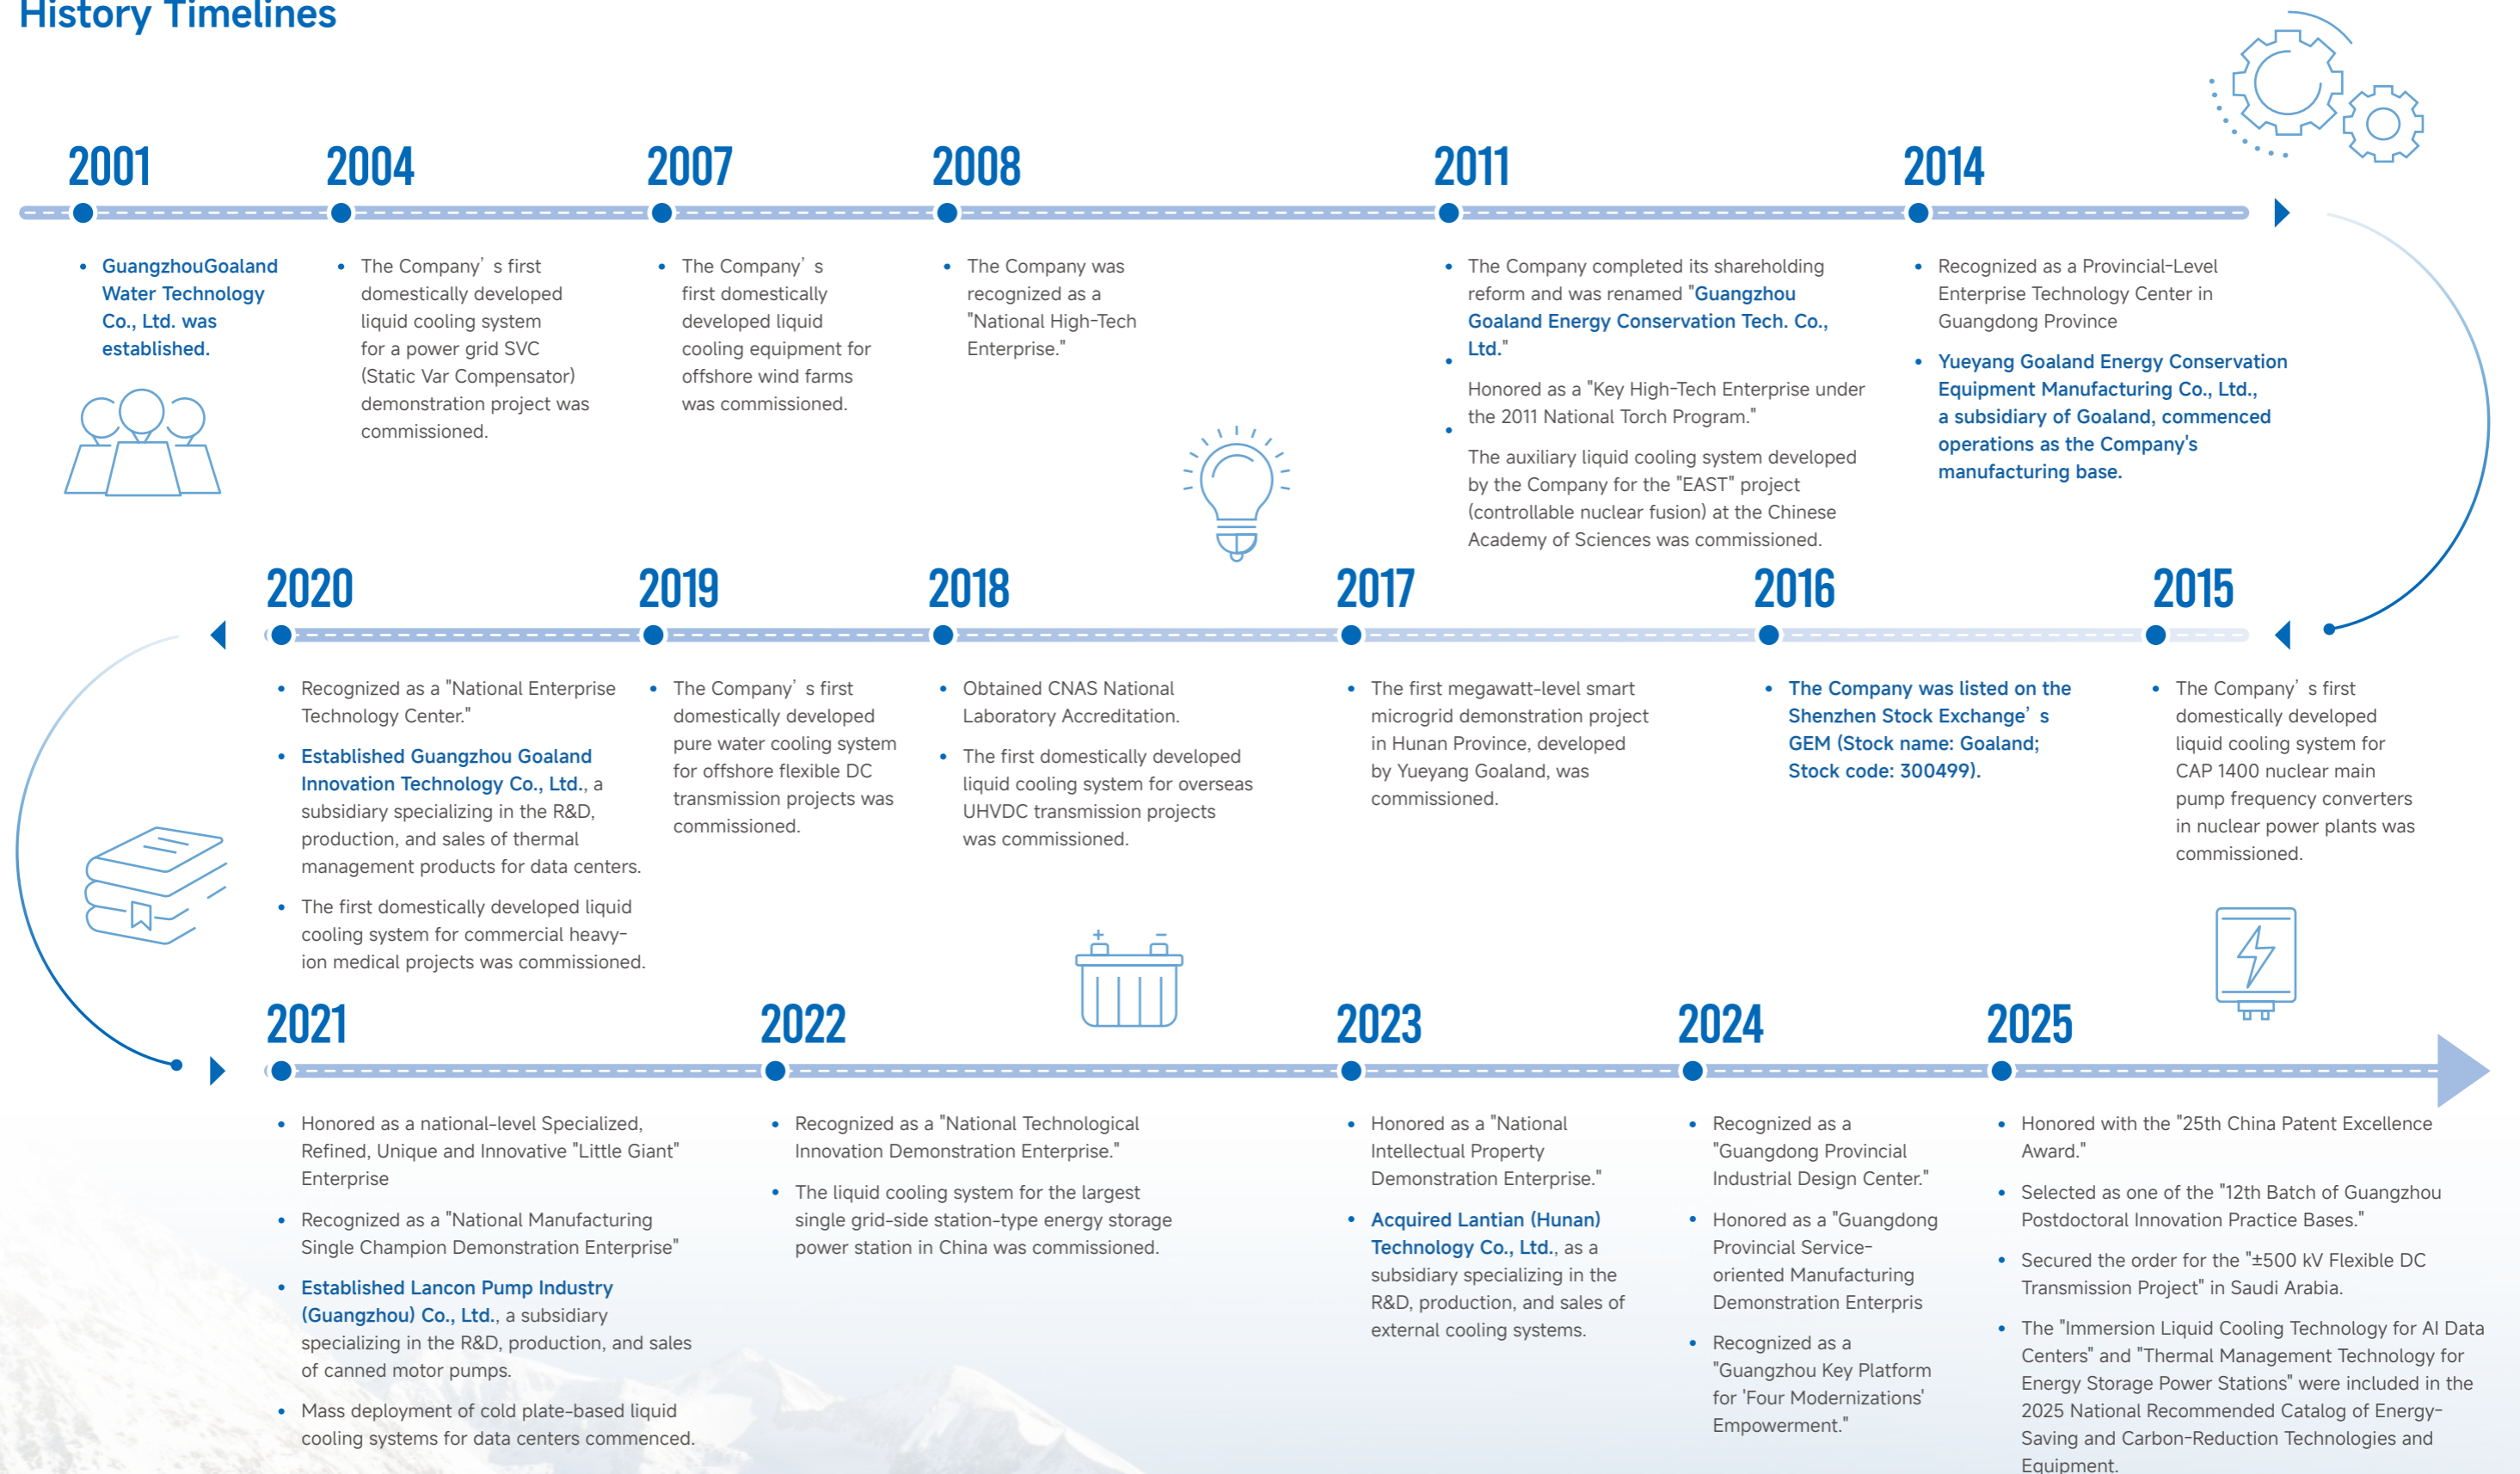 History Timelines
2001
GuangzhouGoaland
Water Technology
Co., Ltd. was
established.
2004
The Company’ s first
domestically developed
liquid cooling system
for a power grid SVC
(Static Var Compensator)
demonstration project was
commissioned.
2007
The Company’ s
first domestically
developed liquid
cooling equipment for
offshore wind farms
was commissioned.
2008
The Company was
recognized as a
"National High-Tech
Enterprise."
2011
The Company completed its shareholding
reform and was renamed "Guangzhou
Goaland Energy Conservation Tech. Co.,
Ltd."
Honored as a "Key High-Tech Enterprise under
the 2011 National Torch Program."
The auxiliary liquid cooling system developed
by the Company for the "EAST" project
(controllable nuclear fusion) at the Chinese
Academy of Sciences was commissioned.
2014
Recognized as a Provincial-Level
Enterprise Technology Center in
Guangdong Province
Yueyang Goaland Energy Conservation
Equipment Manufacturing Co., Ltd.,
a subsidiary of Goaland, commenced
operations as the Company's
manufacturing base.
2015
The Company’ s first
domestically developed
liquid cooling system for
CAP 1400 nuclear main
pump frequency converters
in nuclear power plants was
commissioned.
2016
The Company was listed on the
Shenzhen Stock Exchange’ s
GEM (Stock name: Goaland;
Stock code: 300499).
2017
The first megawatt-level smart
microgrid demonstration project
in Hunan Province, developed
by Yueyang Goaland, was
commissioned.
2018
Obtained CNAS National
Laboratory Accreditation.
The first domestically developed
liquid cooling system for overseas
UHVDC transmission projects
was commissioned.
2019
The Company’ s first
domestically developed
pure water cooling system
for offshore flexible DC
transmission projects was
commissioned.
2020
Recognized as a "National Enterprise
Technology Center."
Established Guangzhou Goaland
Innovation Technology Co., Ltd., a
subsidiary specializing in the R&D,
production, and sales of thermal
management products for data centers.
The first domestically developed liquid
cooling system for commercial heavy-
ion medical projects was commissioned.
2021
Honored as a national-level Specialized,
Refined, Unique and Innovative "Little Giant"
Enterprise
Recognized as a "National Manufacturing
Single Champion Demonstration Enterprise"
Established Lancon Pump Industry
(Guangzhou) Co., Ltd., a subsidiary
specializing in the R&D, production, and sales
of canned motor pumps.
Mass deployment of cold plate-based liquid
cooling systems for data centers commenced.
2022
Recognized as a "National Technological
Innovation Demonstration Enterprise."
The liquid cooling system for the largest
single grid-side station-type energy storage
power station in China was commissioned.
2023
Honored as a "National
Intellectual Property
Demonstration Enterprise."
Acquired Lantian (Hunan)
Technology Co., Ltd., as a
subsidiary specializing in the
R&D, production, and sales of
external cooling systems.
2024
Recognized as a
"Guangdong Provincial
Industrial Design Center."
Honored as a "Guangdong
Provincial Service-
oriented Manufacturing
Demonstration Enterpris
Recognized as a
"Guangzhou Key Platform
for 'Four Modernizations'
Empowerment."
2025
Honored with the "25th China Patent Excellence
Award."
Selected as one of the "12th Batch of Guangzhou
Postdoctoral Innovation Practice Bases."
Secured the order for the "±500 kV Flexible DC
Transmission Project" in Saudi Arabia.
The "Immersion Liquid Cooling Technology for AI Data
Centers" and "Thermal Management Technology for
Energy Storage Power Stations" were included in the
2025 National Recommended Catalog of Energy-
Saving and Carbon-Reduction Technologies and
Equipment.